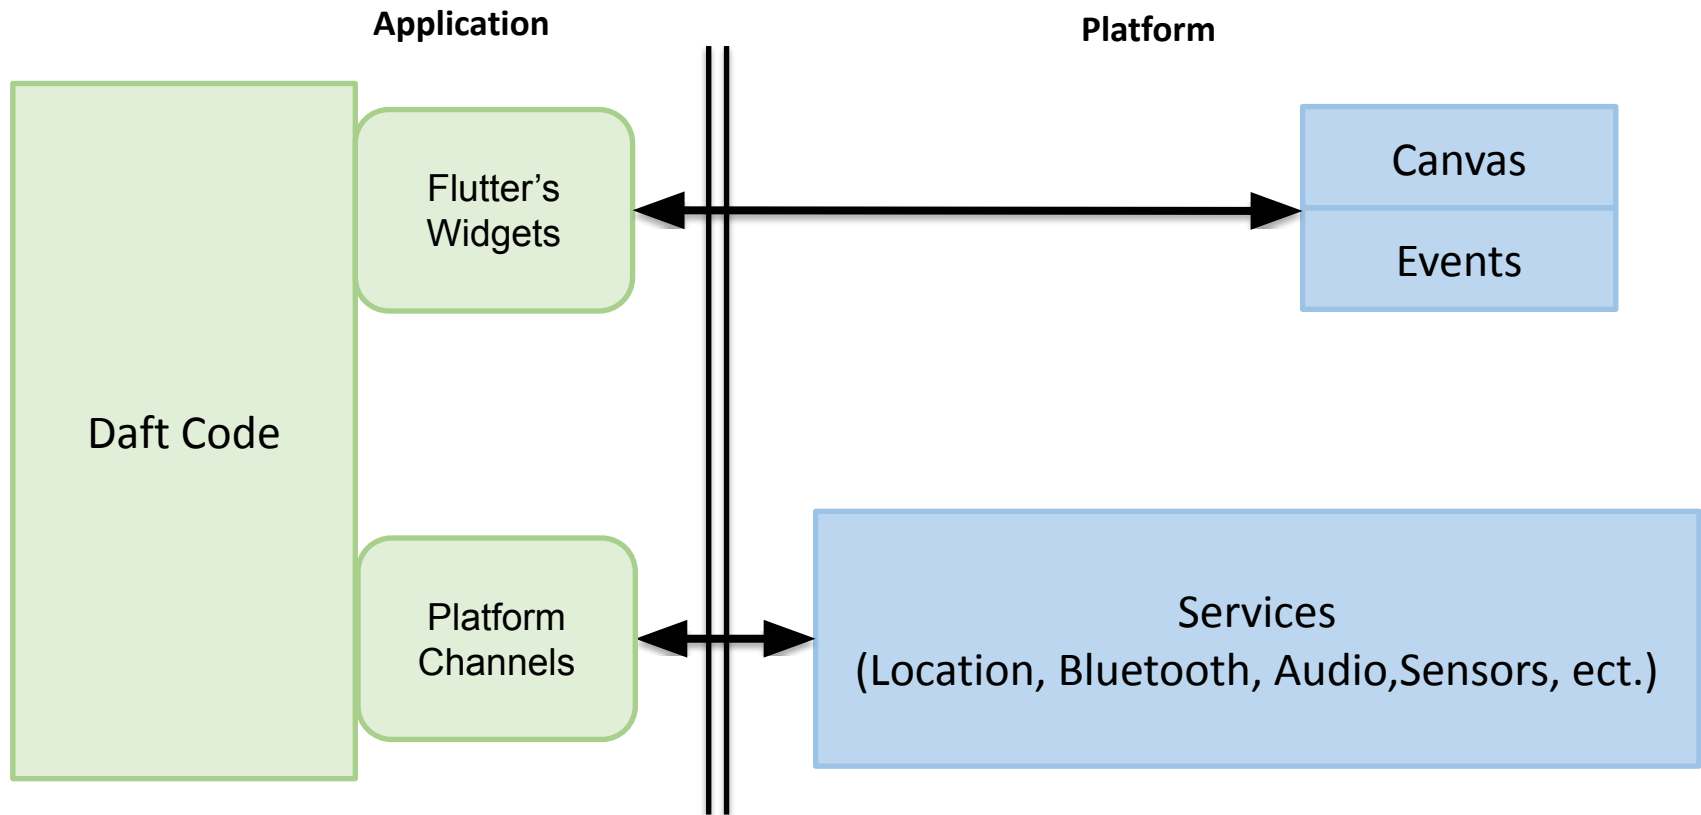 Application
Platform
Flutter’s
Widgets
Canvas
Events
Daft Code
Platform
Channels
Services
(Location, Bluetooth, Audio,Sensors, ect.)